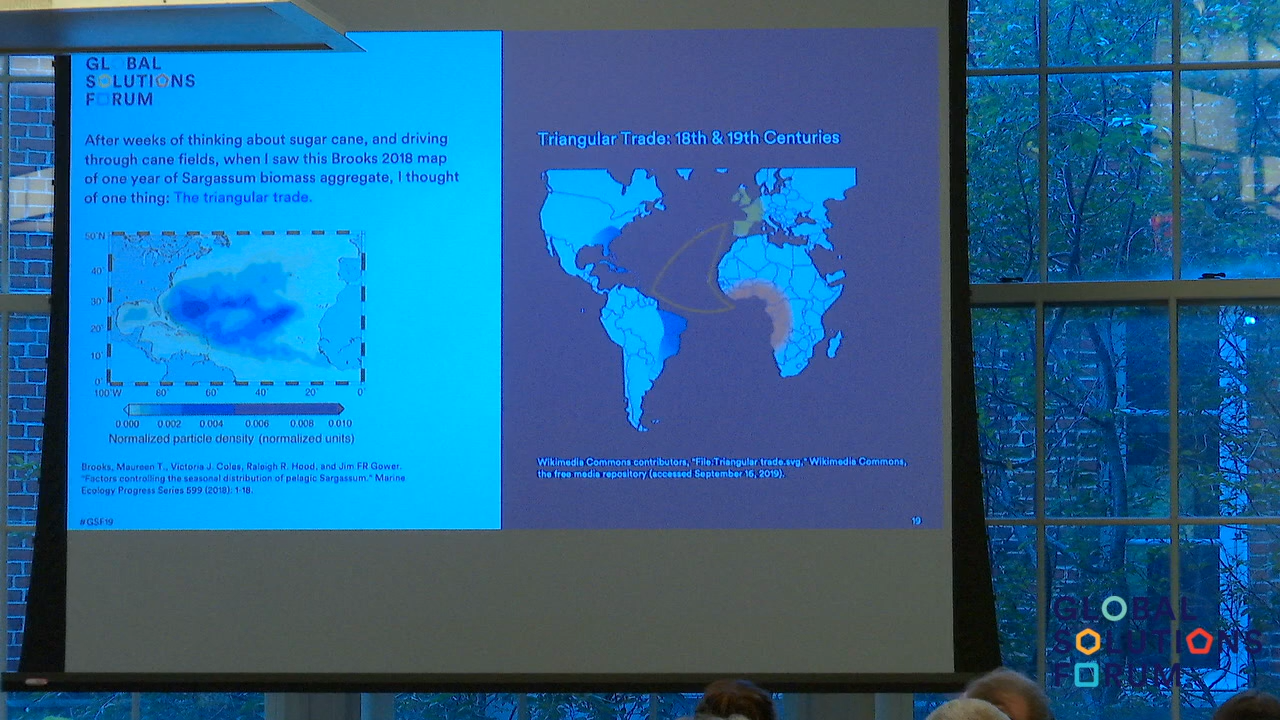 GLOBAL
SOLUTIONS
FORUM
After weeks of thinking about sugar cane, and driving
through cane fields, when I saw this Brooks 2018 map
of one year of Sargassum biomass aggregate, I thought
of one thing: The triangular trade.
50°N
40°
30°
20°
10°
0°
100°W 80° 60° 40° 20° 0°
0.000 0.002 0.004 0.006 0.008 0.010
Normalized particle density (normalized units)
Brooks, Maureen T., Victoria J. Coles, Raleigh R. Hood, and Jim FR Gower.
"Factors controlling the seasonal distribution of pelagic Sargassum." Marine
Ecology Progress Series 599 (2018): 1-18.
#GSF19
Triangular Trade: 18th & 19th Centuries
Wikimedia Commons contributors, "File:Triangular trade.svg," Wikimedia Commons,
the free media repository (accessed September 16, 2019).
19
GLOBAL
SOLUTIONS
FORUM